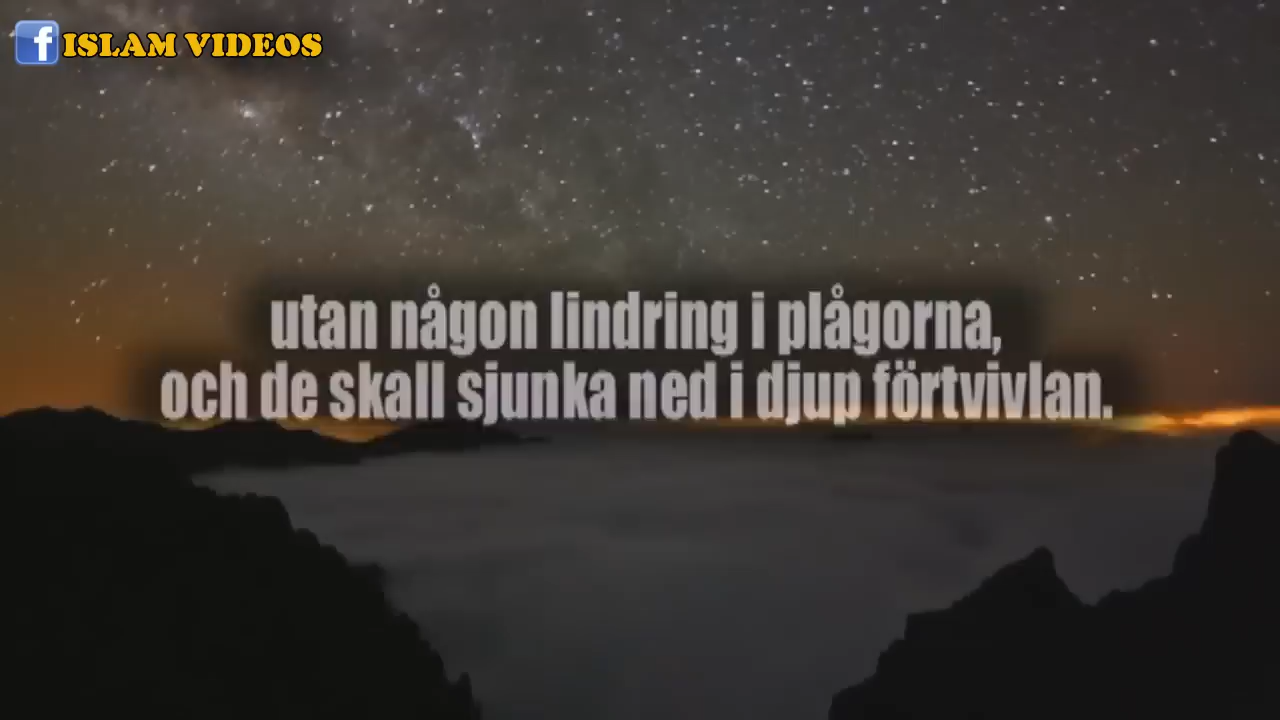 f ISLAM VIDEOS
utan någon lindring i plågorna,
och de skall sjunka ned i djup förtvivlan.